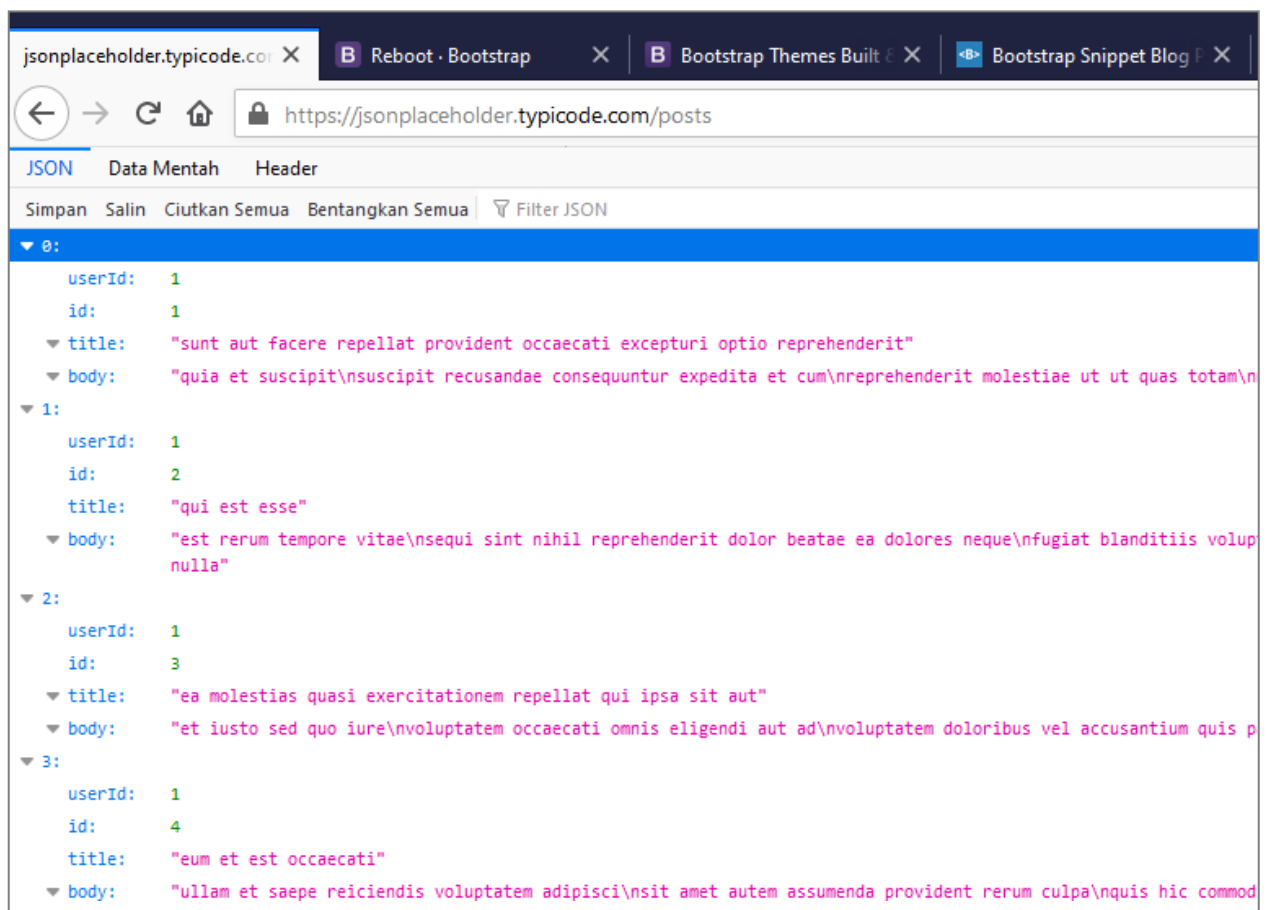 jsonplaceholder.typicode.co Reboot · Bootstrap Bootstrap Themes Built & Bootstrap Snippet Blog P
https://jsonplaceholder.typicode.com/posts
JSON Data Mentah Header
Simpan Salin Ciutkan Semua Bentangkan Semua Filter JSON
0:
userId: 1
id: 1
title: "sunt aut facere repellat provident occaecati excepturi optio reprehenderit"
body: "quia et suscipit\nsuscipit recusandae consequuntur expedita et cum\nreprehenderit molestiae ut ut quas totam\n
1:
userId: 1
id: 2
title: "qui est esse"
body: "est rerum tempore vitae\nsequi sint nihil reprehenderit dolor beatae ea dolores neque\nfugiat blanditiis volup
nulla"
2:
userId: 1
id: 3
title: "ea molestias quasi exercitationem repellat qui ipsa sit aut"
body: "et iusto sed quo iure\nvoluptatem occaecati omnis eligendi aut ad\nvoluptatem doloribus vel accusantium quis p
3:
userId: 1
id: 4
title: "eum et est occaecati"
body: "ullam et saepe reiciendis voluptatem adipisci\nsit amet autem assumenda provident rerum culpa\nquis hic commod